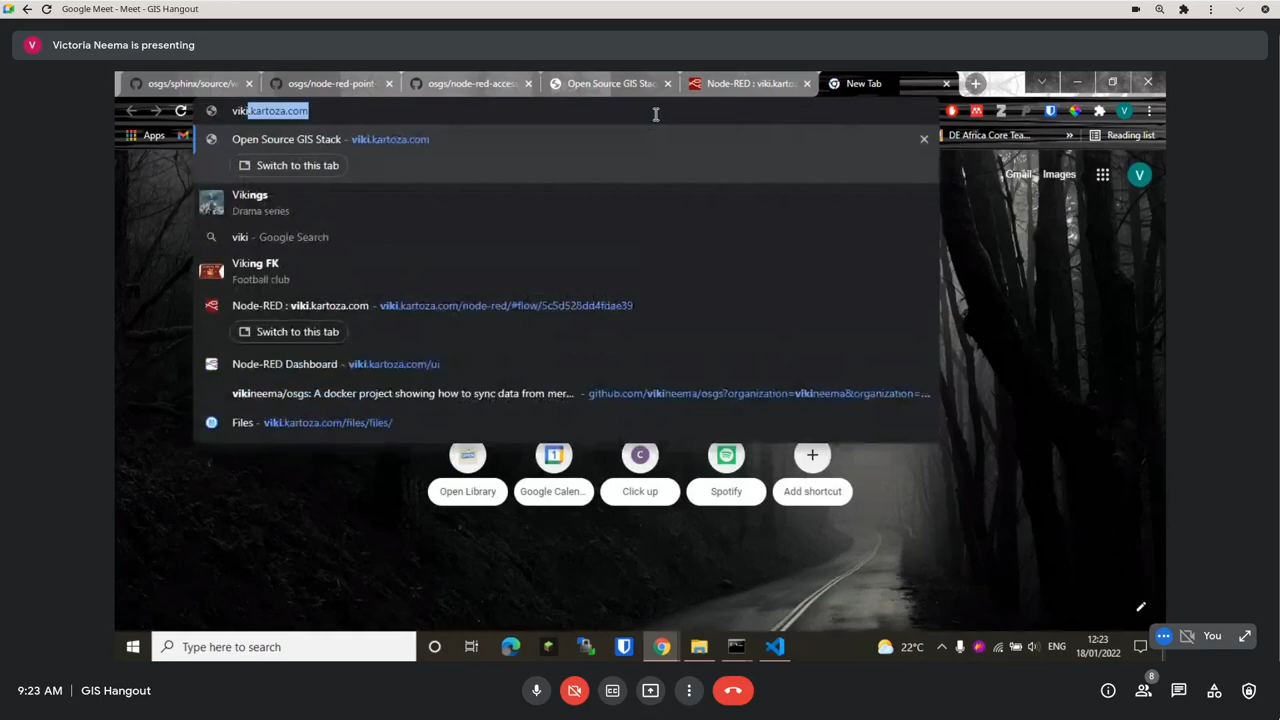 Google Meet - Meet - GIS Hangout
V Victoria Neema is presenting
osgs/sphinx/source/w
osgs/node-red-point
osgs/node-red-acces
Open Source GIS Stac
Node-RED : viki.kartoz
New Tab
viki.kartoza.com
Apps
DE Africa Core Tea...
Reading list
Open Source GIS Stack - viki.kartoza.com
Switch to this tab
Gmail
Images
V
Vikings
Drama series
viki - Google Search
Viking FK
Football club
Node-RED : viki.kartoza.com - viki.kartoza.com/node-red/#flow/5c5d528dd4fdae39
Switch to this tab
Node-RED Dashboard - viki.kartoza.com/ui
vikineema/osgs: A docker project showing how to sync data from mer... - github.com/vikineema/osgs?organization=vikineema&organization=...
Files - viki.kartoza.com/files/files/
Open Library
Google Calen...
Click up
Spotify
Add shortcut
Type here to search
22°C
ENG
12:23
18/01/2022
You
9:23 AM | GIS Hangout
8